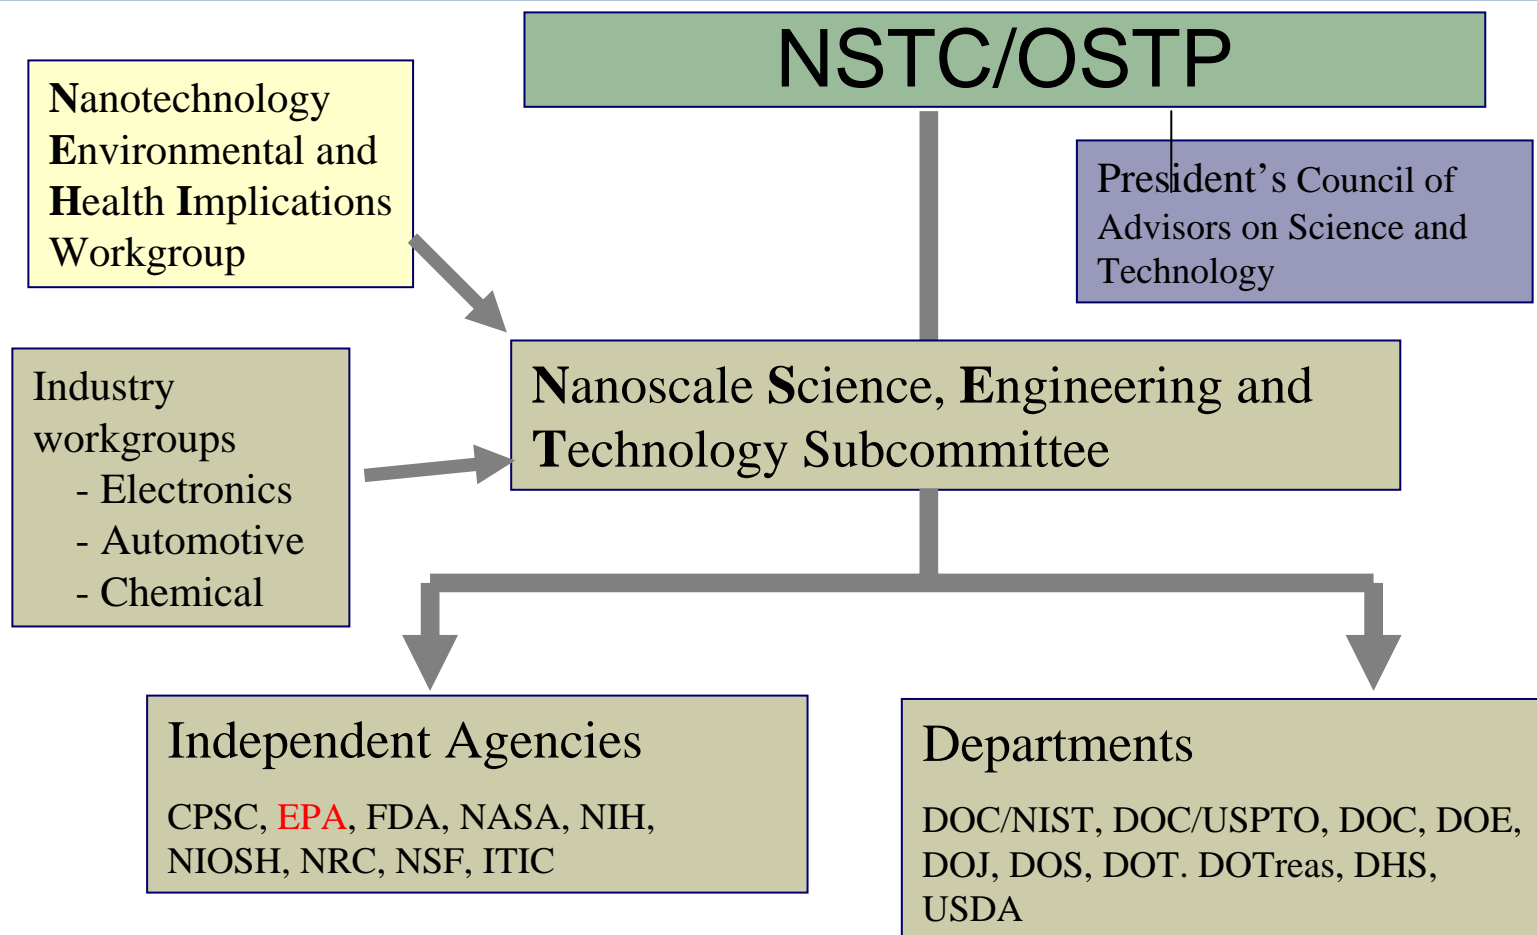 NSTC/OSTP
Nanotechnology
Environmental and
Health Implications
Workgroup
President’s Council of
Advisors on Science and
Technology
Industry
workgroups
- Electronics
- Automotive
- Chemical
Nanoscale Science, Engineering and
Technology Subcommittee
Independent Agencies
CPSC, EPA, FDA, NASA, NIH,
NIOSH, NRC, NSF, ITIC
Departments
DOC/NIST, DOC/USPTO, DOC, DOE,
DOJ, DOS, DOT. DOTreas, DHS,
USDA